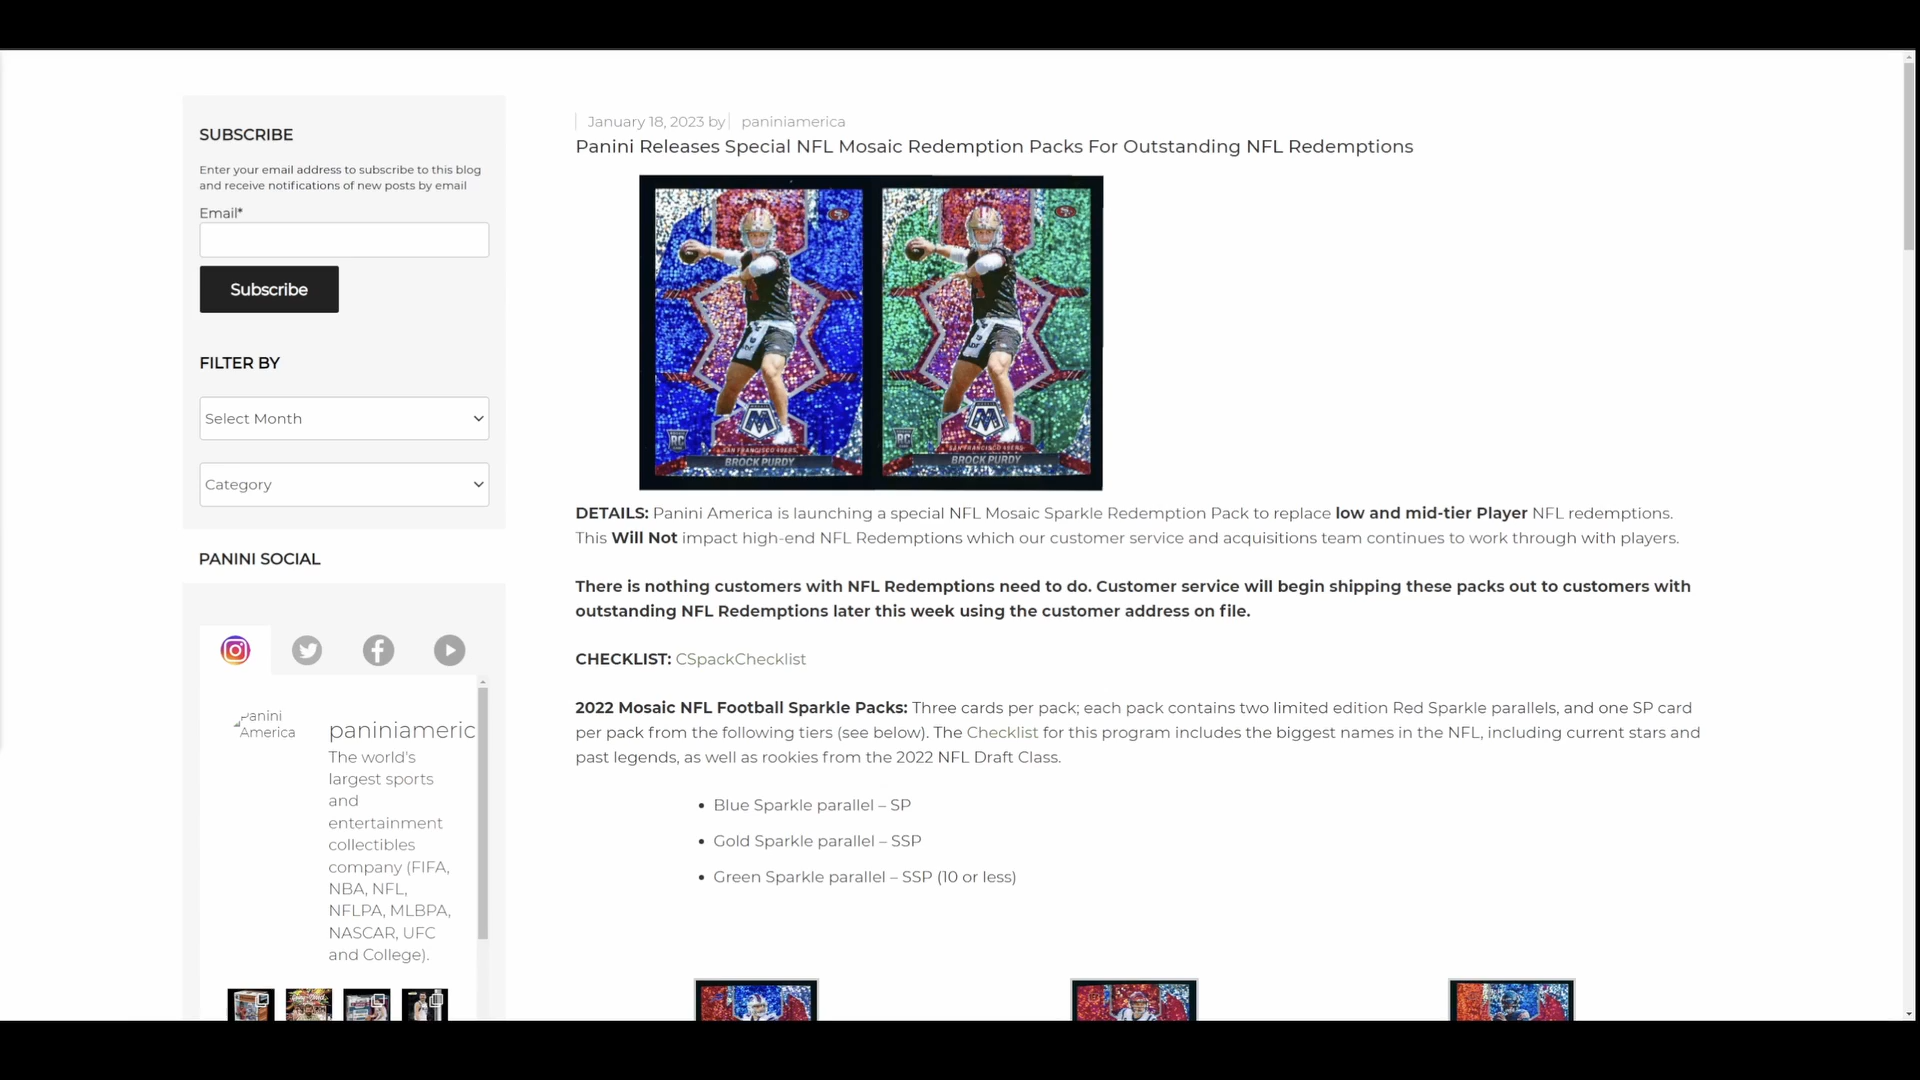 SUBSCRIBE
Enter your email address to subscribe to this blog
and receive notifications of new posts by email
Email*
Subscribe
FILTER BY
Select Month
Category
PANINI SOCIAL
Panini
America
paniniameric
The world's
largest sports
and
entertainment
collectibles
company (FIFA,
NBA, NFL,
NFLPA, MLBPA,
NASCAR, UFC
and College).
January 18, 2023 by paniniamerica
Panini Releases Special NFL Mosaic Redemption Packs For Outstanding NFL Redemptions
RC
SAN FRANCISCO 49ERS
BROCK PURDY
RC
SAN FRANCISCO 49ERS
BROCK PURDY
DETAILS: Panini America is launching a special NFL Mosaic Sparkle Redemption Pack to replace low and mid-tier Player NFL redemptions.
This Will Not impact high-end NFL Redemptions which our customer service and acquisitions team continues to work through with players.
There is nothing customers with NFL Redemptions need to do. Customer service will begin shipping these packs out to customers with
outstanding NFL Redemptions later this week using the customer address on file.
CHECKLIST: CSpackChecklist
2022 Mosaic NFL Football Sparkle Packs: Three cards per pack; each pack contains two limited edition Red Sparkle parallels, and one SP card
per pack from the following tiers (see below). The Checklist for this program includes the biggest names in the NFL, including current stars and
past legends, as well as rookies from the 2022 NFL Draft Class.
• Blue Sparkle parallel – SP
• Gold Sparkle parallel – SSP
• Green Sparkle parallel – SSP (10 or less)